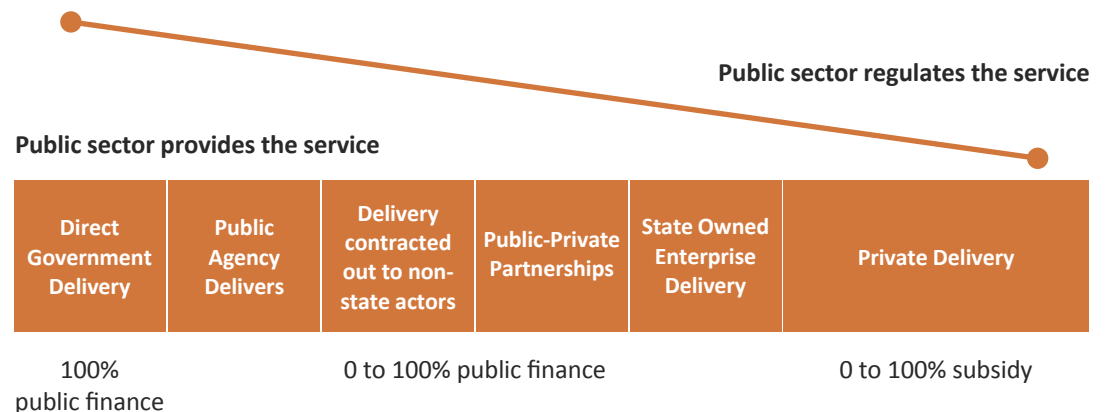 Public sector regulates the service
Public sector provides the service
Direct
Government
Delivery
Public
Agency
Delivers
Delivery
contracted
out to non-
state actors
Public-Private
Partnerships
State Owned
Enterprise
Delivery
Private Delivery
100%
public finance
0 to 100% public finance
0 to 100% subsidy